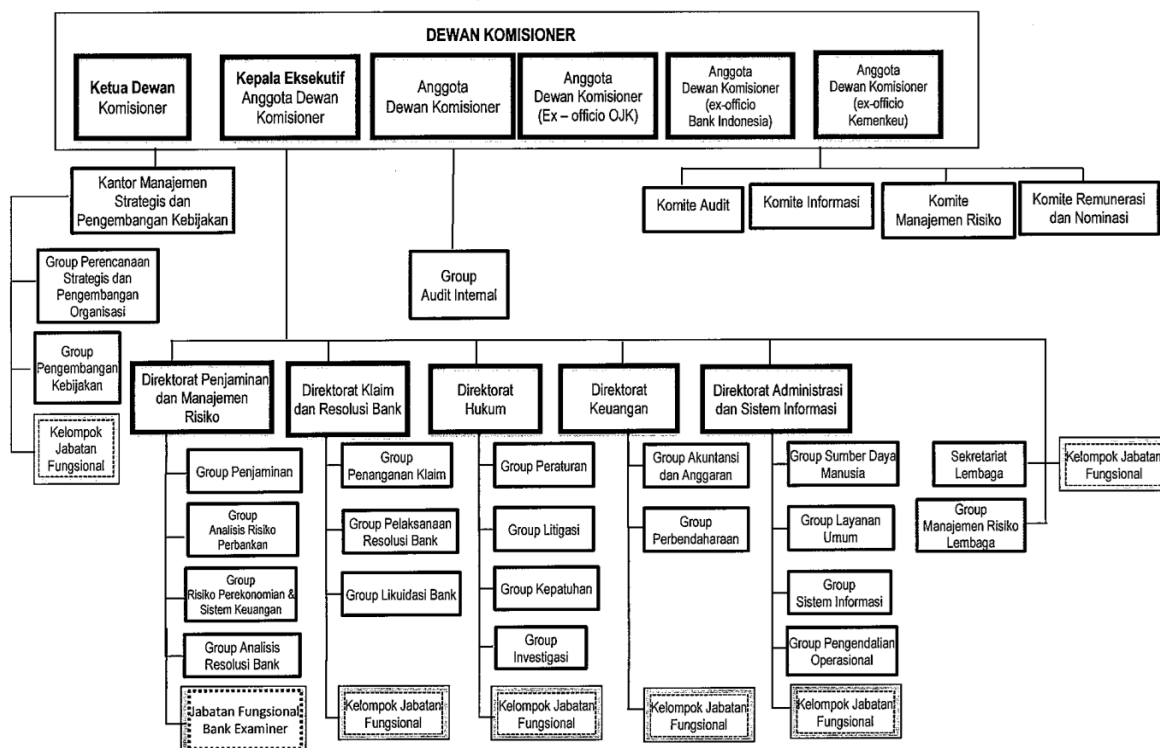 DEWAN KOMISIONER
Ketua Dewan
Komisioner
Kepala Eksekutif
Anggota Dewan
Komisioner
Anggota
Dewan Komisioner
Anggota
Dewan Komisioner
(Ex – officio OJK)
Anggota
Dewan Komisioner
(ex-officio
Bank Indonesia)
Anggota
Dewan Komisioner
(ex-officio
Kemenkeu)
Kantor Manajemen
Strategis dan
Pengembangan Kebijakan
Komite Audit
Komite Informasi
Komite
Manajemen Risiko
Komite Remunerasi
dan Nominasi
Group Perencanaan
Strategis dan
Pengembangan
Organisasi
Group
Audit Internal
Group
Pengembangan
Kebijakan
Kelompok
Jabatan
Fungsional
Direktorat Penjaminan
dan Manajemen
Risiko
Direktorat Klaim
dan Resolusi Bank
Direktorat
Hukum
Direktorat
Keuangan
Direktorat Administrasi
dan Sistem Informasi
Group Penjaminan
Group
Analisis Risiko
Perbankan
Group
Risiko Perekonomian &
Sistem Keuangan
Group Analisis
Resolusi Bank
Jabatan Fungsional
Bank Examiner
Group
Penanganan Klaim
Group Pelaksanaan
Resolusi Bank
Group Likuidasi Bank
Kelompok Jabatan
Fungsional
Group Peraturan
Group Litigasi
Group Kepatuhan
Group
Investigasi
Kelompok Jabatan
Fungsional
Group Akuntansi
dan Anggaran
Group
Perbendaharaan
Kelompok Jabatan
Fungsional
Group Sumber Daya
Manusia
Group Layanan
Umum
Group
Sistem Informasi
Group Pengendalian
Operasional
Kelompok Jabatan
Fungsional
Sekretariat
Lembaga
Group
Manajemen Risiko
Lembaga
Kelompok Jabatan
Fungsional